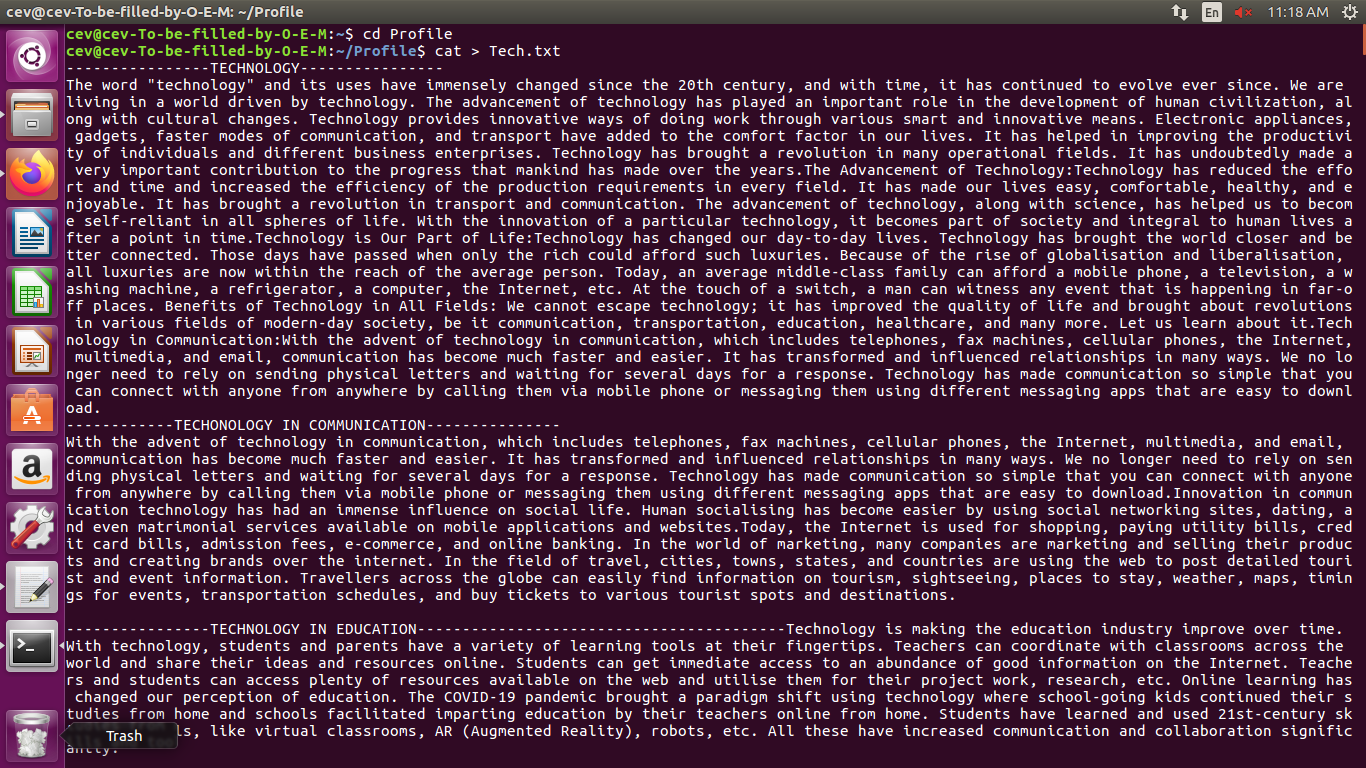 cev@cev-To-be-filled-by-O-E-M: ~/Profile
En
11:18 AM
cev@cev-To-be-filled-by-O-E-M:~$ cd Profile
cev@cev-To-be-filled-by-O-E-M:~/Profile$ cat > Tech.txt
----------------TECHNOLOGY----------------
The word "technology" and its uses have immensely changed since the 20th century, and with time, it has continued to evolve ever since. We are
living in a world driven by technology. The advancement of technology has played an important role in the development of human civilization, al
ong with cultural changes. Technology provides innovative ways of doing work through various smart and innovative means. Electronic appliances,
 gadgets, faster modes of communication, and transport have added to the comfort factor in our lives. It has helped in improving the productivi
ty of individuals and different business enterprises. Technology has brought a revolution in many operational fields. It has undoubtedly made a
 very important contribution to the progress that mankind has made over the years.The Advancement of Technology:Technology has reduced the effo
rt and time and increased the efficiency of the production requirements in every field. It has made our lives easy, comfortable, healthy, and e
njoyable. It has brought a revolution in transport and communication. The advancement of technology, along with science, has helped us to becom
e self-reliant in all spheres of life. With the innovation of a particular technology, it becomes part of society and integral to human lives a
fter a point in time.Technology is Our Part of Life:Technology has changed our day-to-day lives. Technology has brought the world closer and be
tter connected. Those days have passed when only the rich could afford such luxuries. Because of the rise of globalisation and liberalisation,
all luxuries are now within the reach of the average person. Today, an average middle-class family can afford a mobile phone, a television, a w
ashing machine, a refrigerator, a computer, the Internet, etc. At the touch of a switch, a man can witness any event that is happening in far-o
ff places. Benefits of Technology in All Fields: We cannot escape technology; it has improved the quality of life and brought about revolutions
 in various fields of modern-day society, be it communication, transportation, education, healthcare, and many more. Let us learn about it.Tech
nology in Communication:With the advent of technology in communication, which includes telephones, fax machines, cellular phones, the Internet,
 multimedia, and email, communication has become much faster and easier. It has transformed and influenced relationships in many ways. We no lo
nger need to rely on sending physical letters and waiting for several days for a response. Technology has made communication so simple that you
 can connect with anyone from anywhere by calling them via mobile phone or messaging them using different messaging apps that are easy to downl
oad.
------------TECHONOLOGY IN COMMUNICATION---------------
With the advent of technology in communication, which includes telephones, fax machines, cellular phones, the Internet, multimedia, and email,
communication has become much faster and easier. It has transformed and influenced relationships in many ways. We no longer need to rely on sen
ding physical letters and waiting for several days for a response. Technology has made communication so simple that you can connect with anyone
 from anywhere by calling them via mobile phone or messaging them using different messaging apps that are easy to download.Innovation in commun
ication technology has had an immense influence on social life. Human socialising has become easier by using social networking sites, dating, a
nd even matrimonial services available on mobile applications and websites.Today, the Internet is used for shopping, paying utility bills, cred
it card bills, admission fees, e-commerce, and online banking. In the world of marketing, many companies are marketing and selling their produc
ts and creating brands over the internet. In the field of travel, cities, towns, states, and countries are using the web to post detailed touri
st and event information. Travellers across the globe can easily find information on tourism, sightseeing, places to stay, weather, maps, timin
gs for events, transportation schedules, and buy tickets to various tourist spots and destinations.
----------------TECHNOLOGY IN EDUCATION-----------------------------------------Technology is making the education industry improve over time.
With technology, students and parents have a variety of learning tools at their fingertips. Teachers can coordinate with classrooms across the
world and share their ideas and resources online. Students can get immediate access to an abundance of good information on the Internet. Teache
rs and students can access plenty of resources available on the web and utilise them for their project work, research, etc. Online learning has
 changed our perception of education. The COVID-19 pandemic brought a paradigm shift using technology where school-going kids continued their s
tudies from home and schools facilitated imparting education by their teachers online from home. Students have learned and used 21st-century sk
ls, like virtual classrooms, AR (Augmented Reality), robots, etc. All these have increased communication and collaboration signific
antly.
Trash